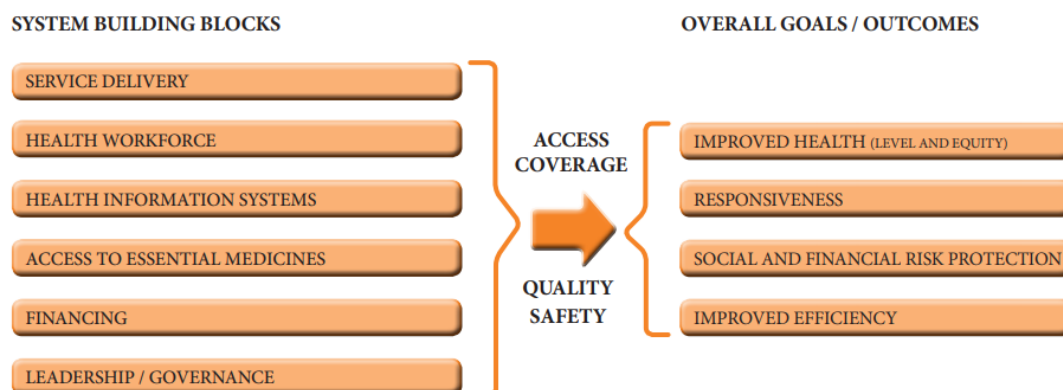 SYSTEM BUILDING BLOCKS
SERVICE DELIVERY
HEALTH WORKFORCE
HEALTH INFORMATION SYSTEMS
ACCESS TO ESSENTIAL MEDICINES
FINANCING
LEADERSHIP / GOVERNANCE
ACCESS
COVERAGE
QUALITY
SAFETY
OVERALL GOALS / OUTCOMES
IMPROVED HEALTH (LEVEL AND EQUITY)
RESPONSIVENESS
SOCIAL AND FINANCIAL RISK PROTECTION
IMPROVED EFFICIENCY